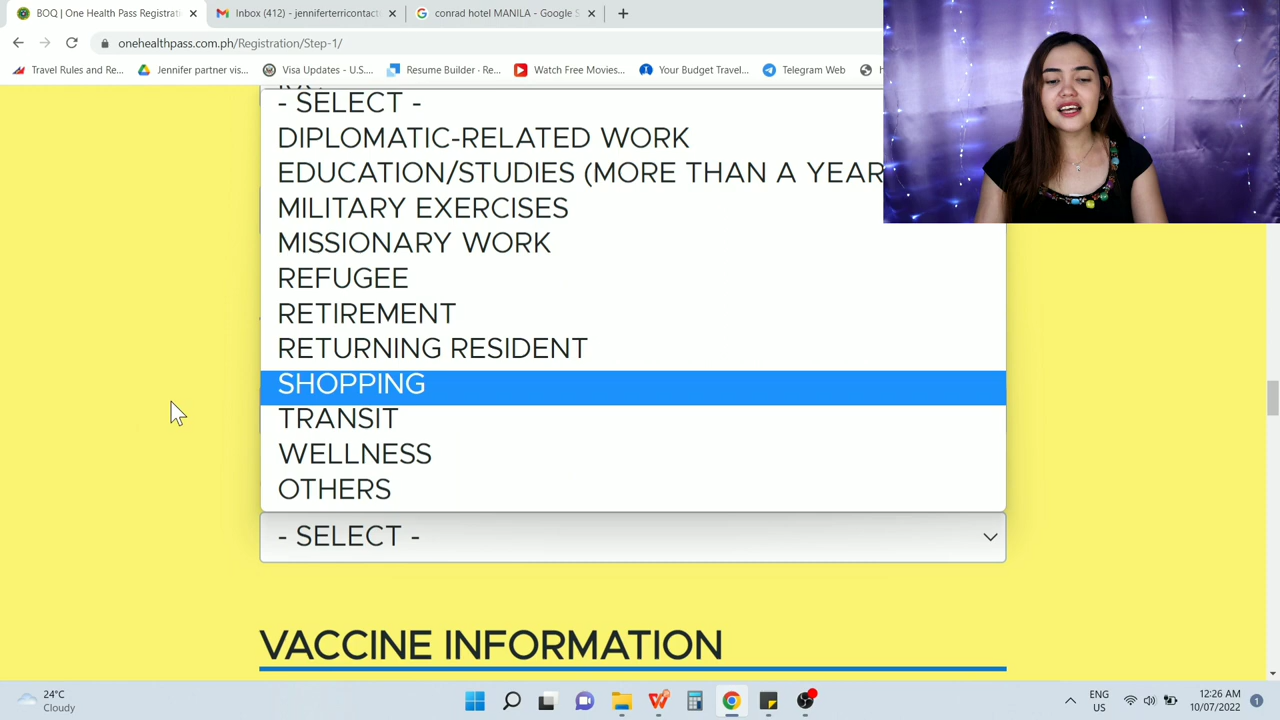 BOQ | One Health Pass Registrati
Inbox (412) - jenniferterricontact
conrad hotel MANILA - Google S
onehealthpass.com.ph/Registration/Step-1/
Travel Rules and Re...
Jennifer partner vis...
Visa Updates - U.S....
Resume Builder · Re...
Watch Free Movies...
Your Budget Travel...
Telegram Web
- SELECT -
DIPLOMATIC-RELATED WORK
EDUCATION/STUDIES (MORE THAN A YEAR
MILITARY EXERCISES
MISSIONARY WORK
REFUGEE
RETIREMENT
RETURNING RESIDENT
SHOPPING
TRANSIT
WELLNESS
OTHERS
- SELECT -
VACCINE INFORMATION
24°C
Cloudy
ENG
US
12:26 AM
10/07/2022
1